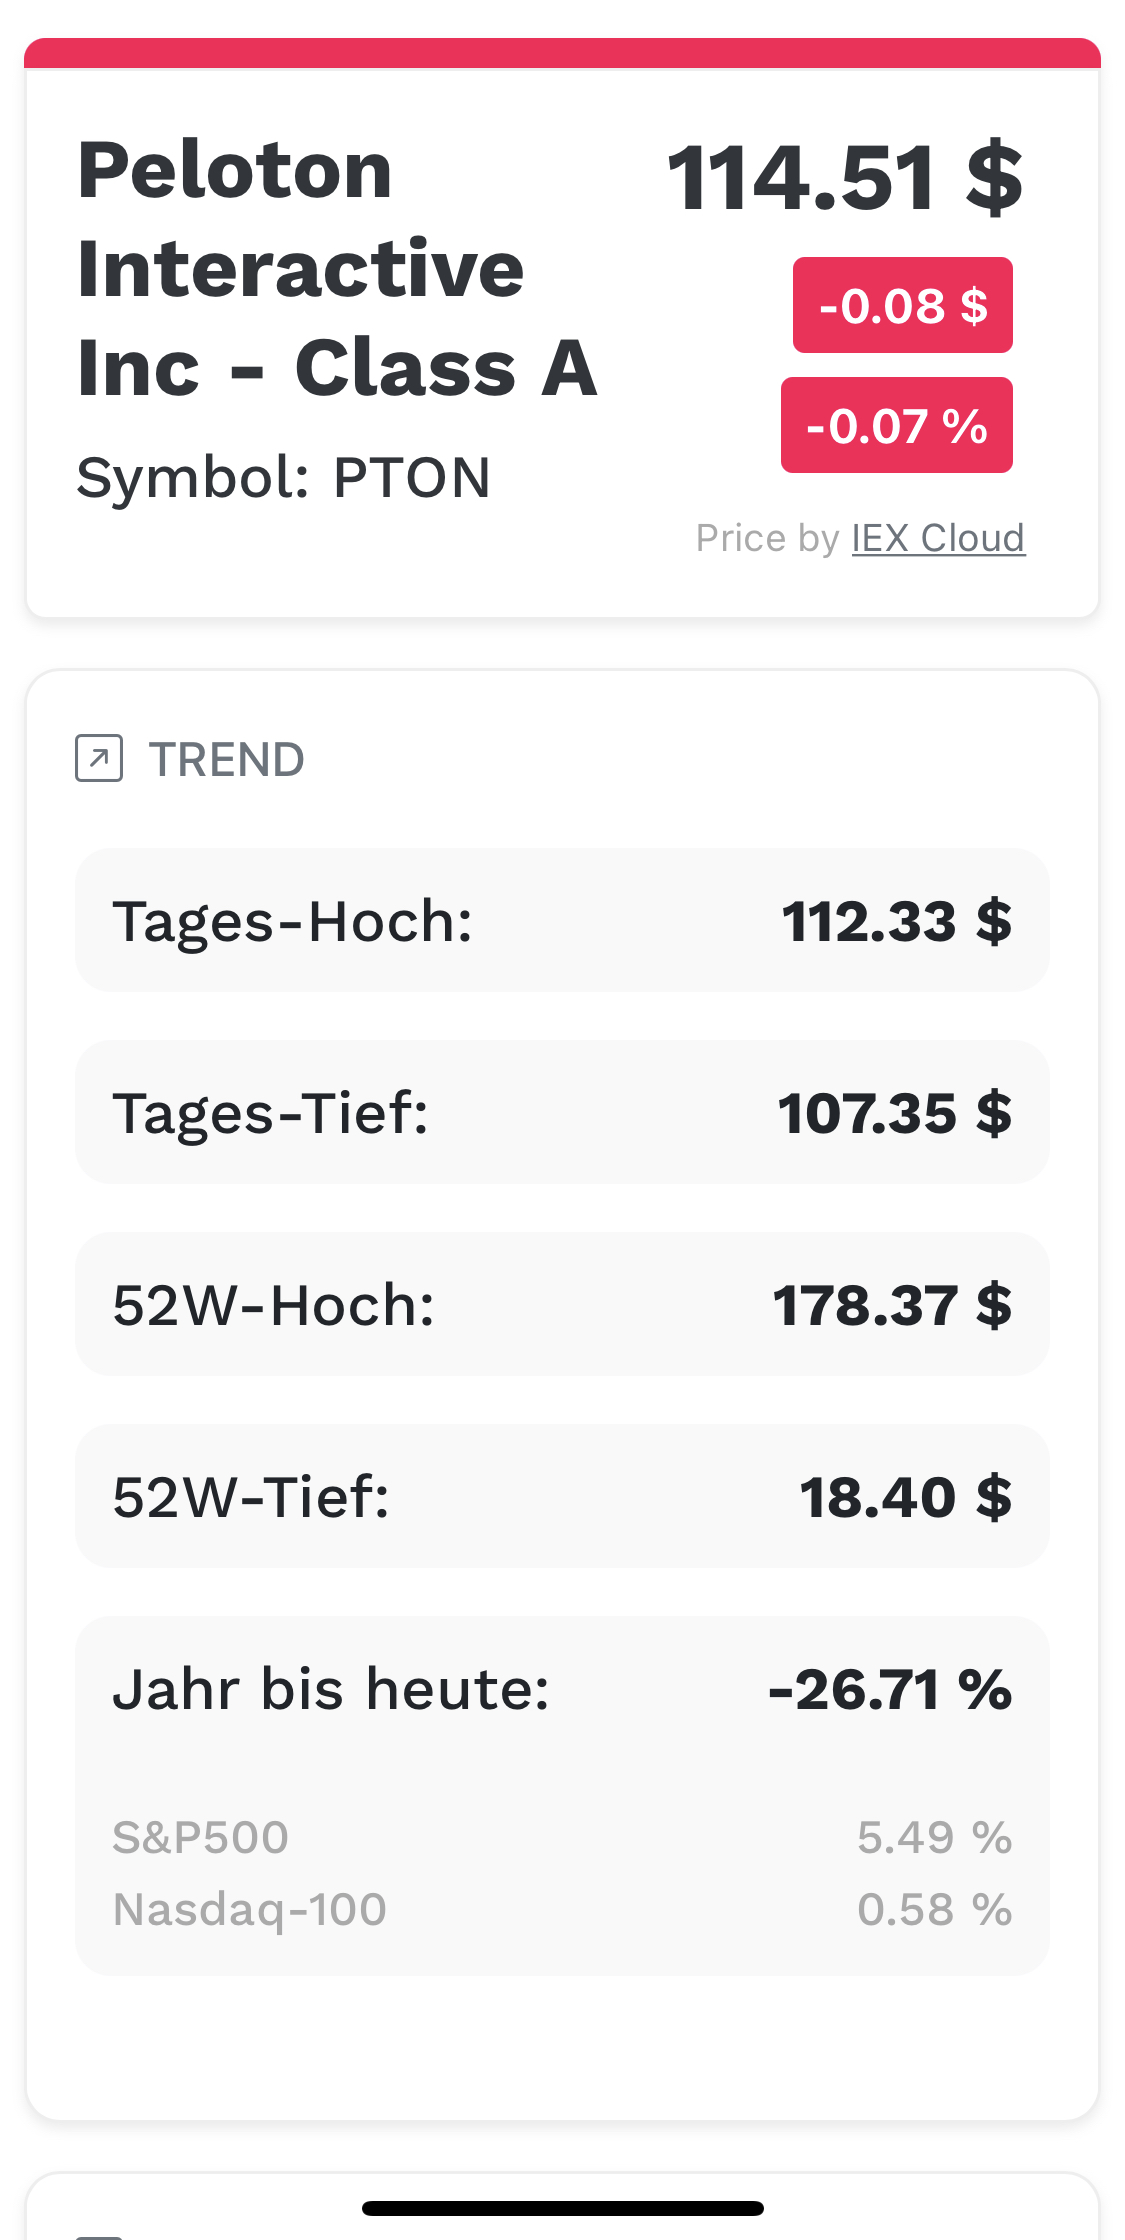 Peloton
Interactive
Inc - Class A
Symbol: PTON
114.51 $
-0.08 $
-0.07 %
Price by IEX Cloud
TREND
Tages-Hoch: 112.33 $
Tages-Tief: 107.35 $
52W-Hoch: 178.37 $
52W-Tief: 18.40 $
Jahr bis heute: -26.71 %
S&P500 5.49 %
Nasdaq-100 0.58 %